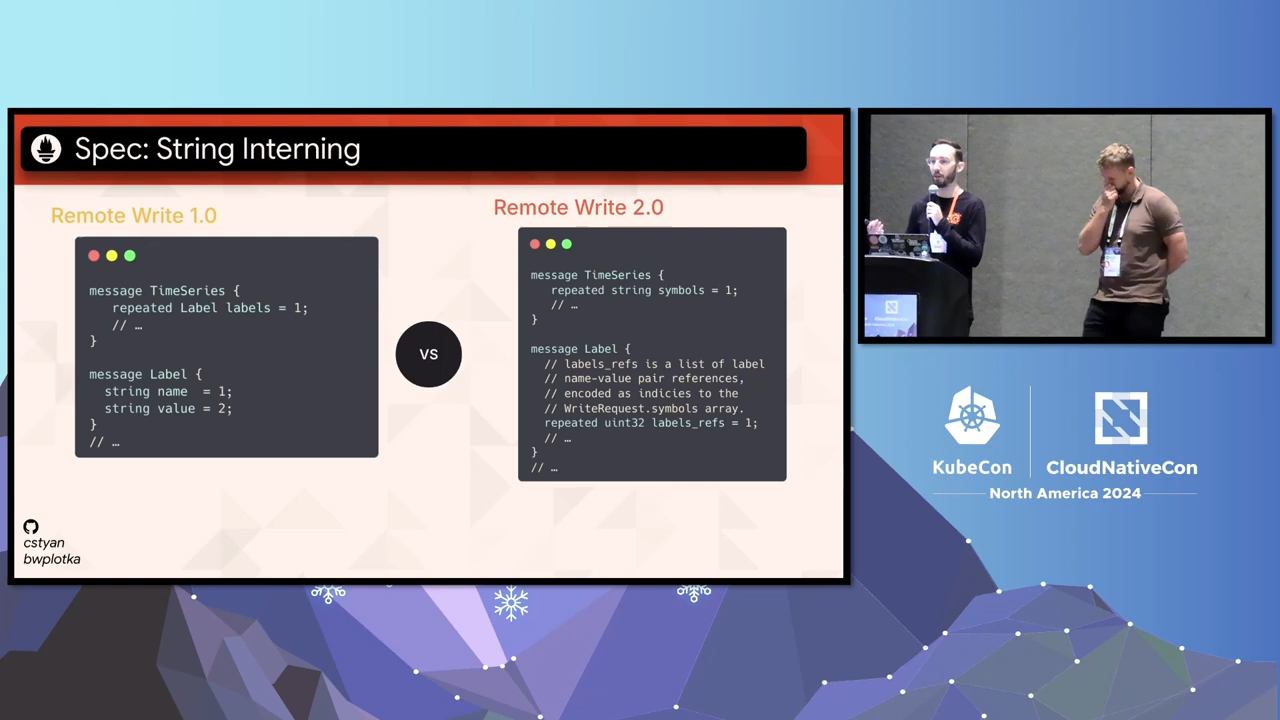 Spec: String Interning
Remote Write 1.0
message TimeSeries {
repeated Label labels = 1;
// …
}
message Label {
string name = 1;
string value = 2;
}
// …
VS
Remote Write 2.0
message TimeSeries {
repeated string symbols = 1;
// …
}
message Label {
// labels_refs is a list of label
// name-value pair references,
// encoded as indicies to the
// WriteRequest.symbols array.
repeated uint32 labels_refs = 1;
// …
}
// …
cstyan
bwplotka
KubeCon
CloudNativeCon
North America 2024